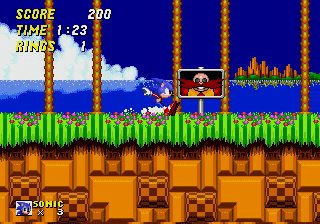 SCORE 200
TIME 1:23
RINGS 1
SONIC
× 3